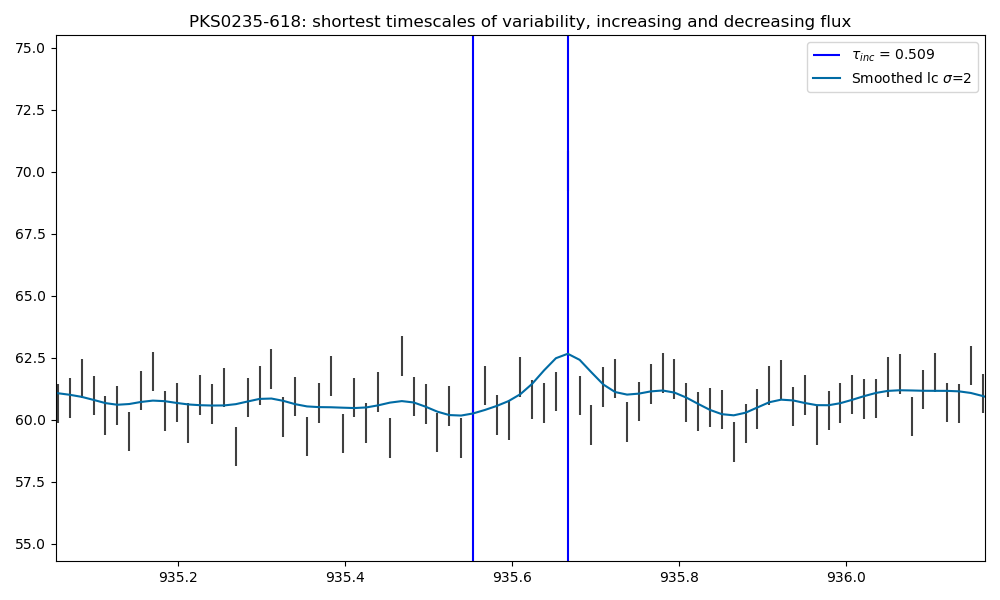 PKS0235-618: shortest timescales of variability, increasing and decreasing flux
75.0
72.5
70.0
67.5
65.0
62.5
60.0
57.5
55.0
τinc = 0.509
Smoothed lc σ=2
935.2 935.4 935.6 935.8 936.0